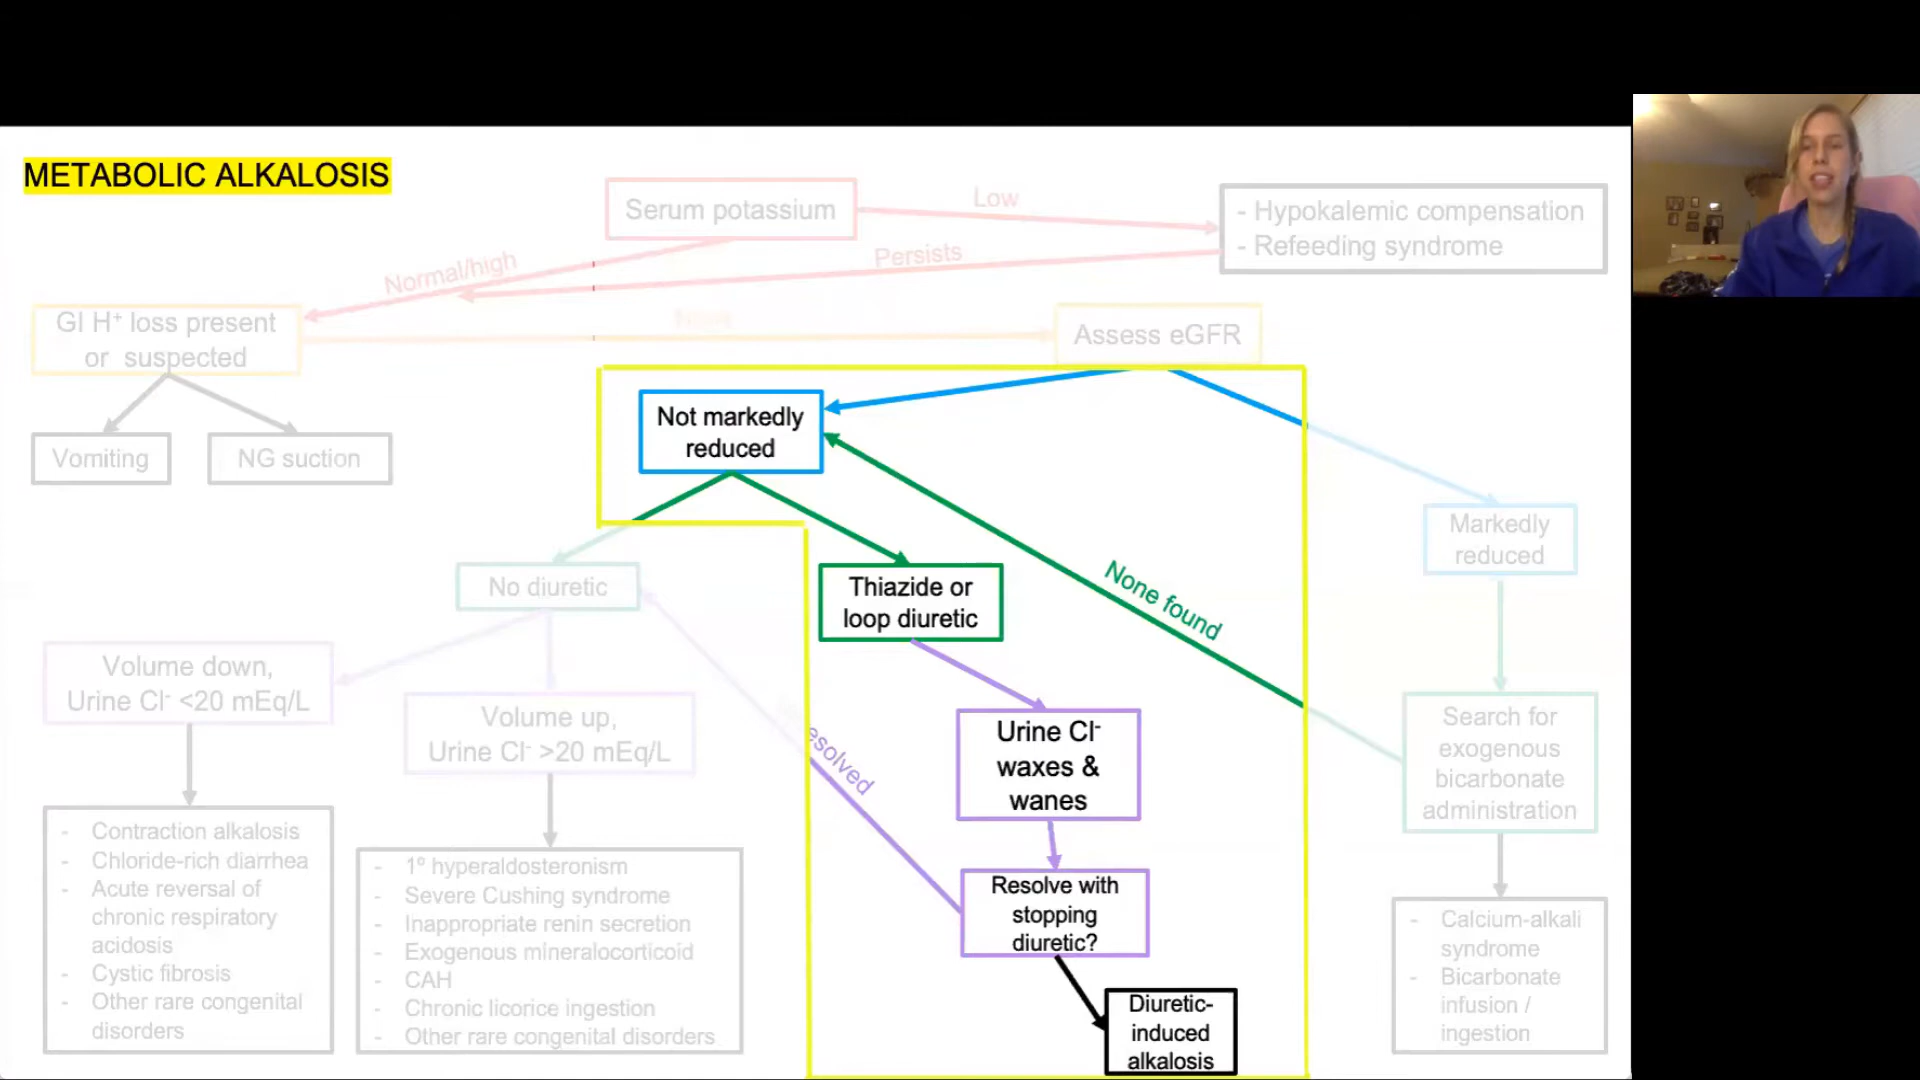 METABOLIC ALKALOSIS
Serum potassium
Low
- Hypokalemic compensation
- Refeeding syndrome
Normal/high
Persists
GI H⁺ loss present
or suspected
Assess eGFR
Not markedly
reduced
Vomiting
NG suction
Markedly
reduced
None found
No diuretic
Thiazide or
loop diuretic
Volume down,
Urine Cl⁻ <20 mEq/L
Volume up,
Urine Cl⁻ >20 mEq/L
Urine Cl⁻
waxes &
wanes
Search for
exogenous
bicarbonate
administration
- Contraction alkalosis
- Chloride-rich diarrhea
- Acute reversal of
chronic respiratory
acidosis
- Cystic fibrosis
- Other rare congenital
disorders
- 1º hyperaldosteronism
- Severe Cushing syndrome
- Inappropriate renin secretion
- Exogenous mineralocorticoid
- CAH
- Chronic licorice ingestion
- Other rare congenital disorders
Resolve with
stopping
diuretic?
Diuretic-
induced
alkalosis
- Calcium-alkali
syndrome
- Bicarbonate
infusion /
ingestion